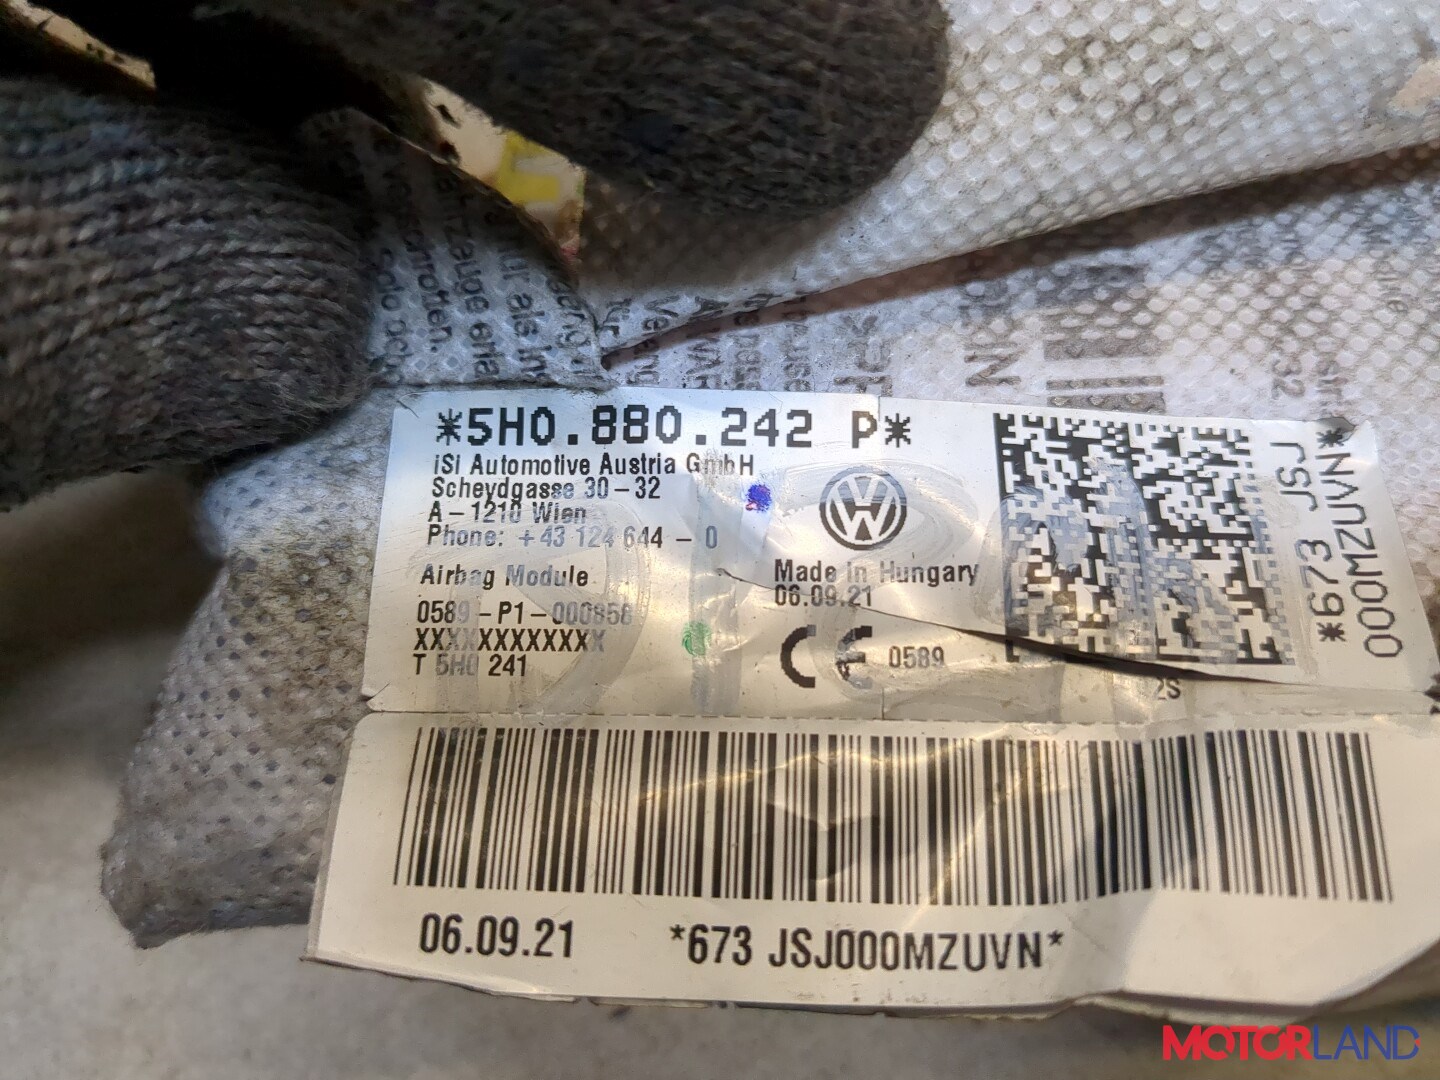 *5H0.880.242 P*
iSi Automotive Austria GmbH
Scheydgasse 30-32
A-1210 Wien
Phone: +43 124 644 - 0
Airbag Module
0589-P1-000858
XXXXXXXXXXXX
T 5H0 241
Made in Hungary
06.09.21
CE 0589
2S
*673 JSJ
000MZUVN*
06.09.21 *673 JSJ000MZUVN*
MOTORLAND